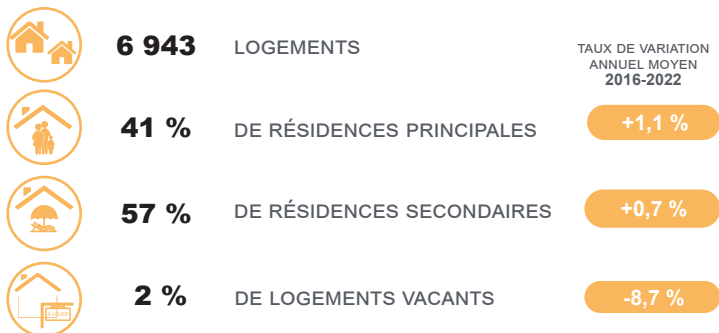 6 943 LOGEMENTS
TAUX DE VARIATION
ANNUEL MOYEN
2016-2022
41 % DE RÉSIDENCES PRINCIPALES +1,1 %
57 % DE RÉSIDENCES SECONDAIRES +0,7 %
2 % DE LOGEMENTS VACANTS -8,7 %